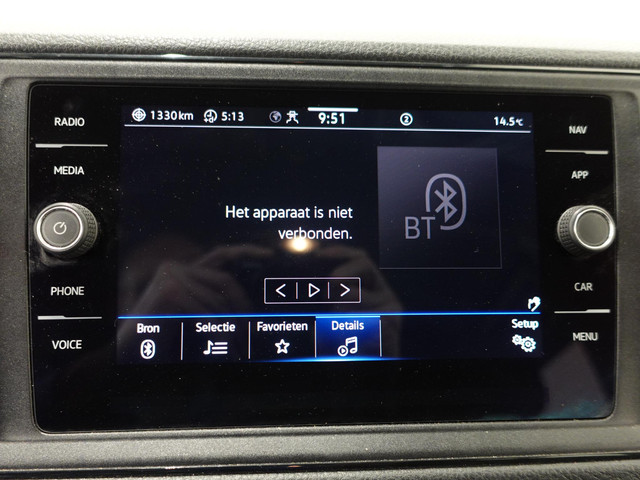 RADIO
MEDIA
PHONE
VOICE
1330km 5:13 9:51 2 14.5°C
Het apparaat is niet
verbonden.
BT
Bron Selectie Favorieten Details Setup
NAV
APP
CAR
MENU